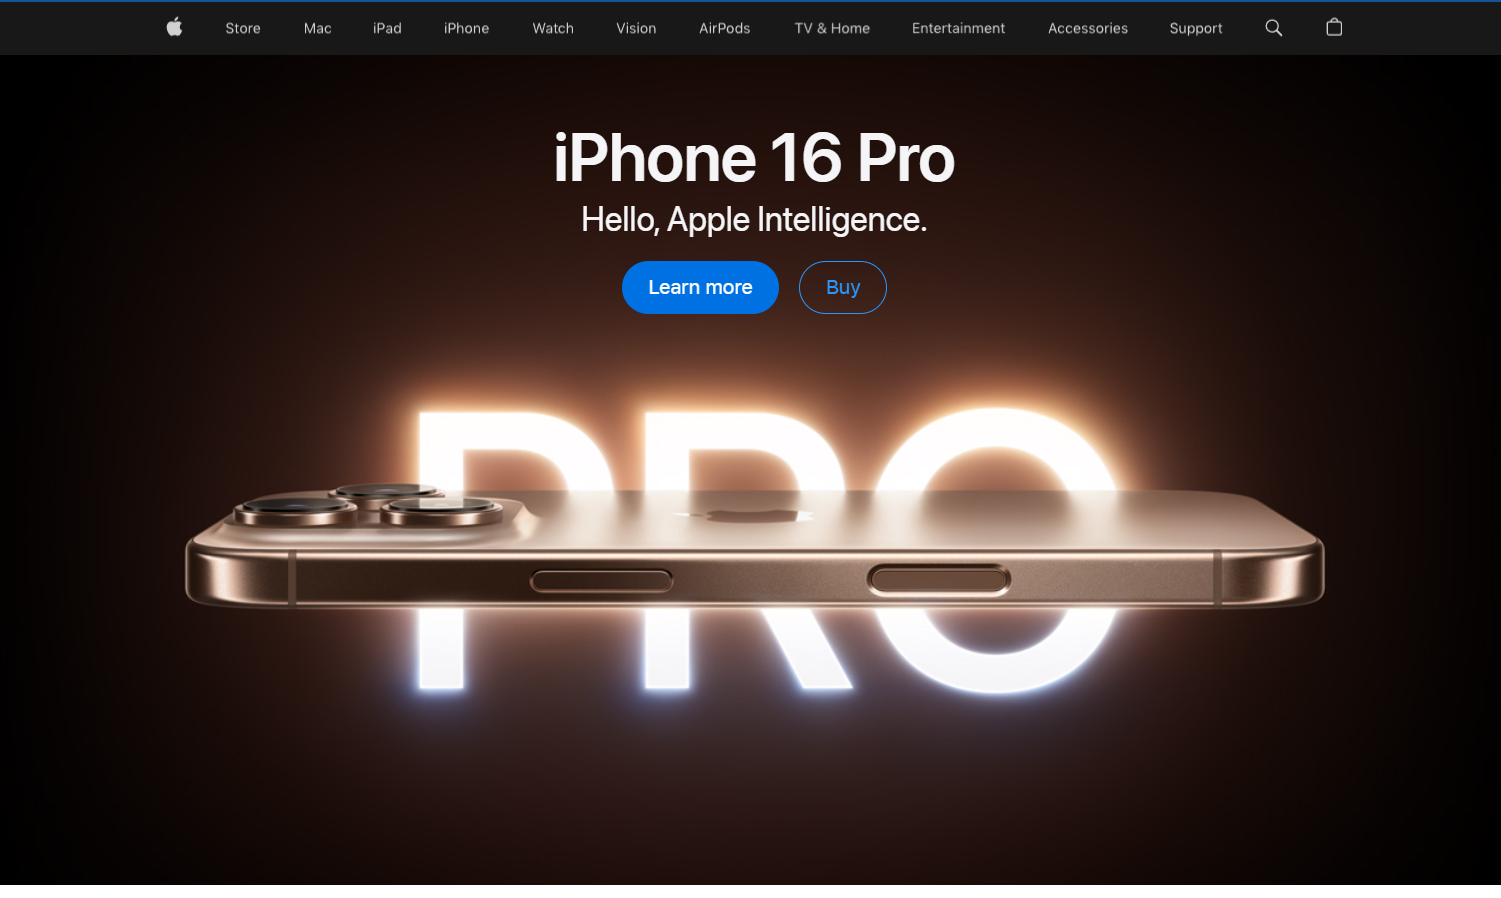 Store Mac iPad iPhone Watch Vision AirPods TV & Home Entertainment Accessories Support
iPhone 16 Pro
Hello, Apple Intelligence.
Learn more Buy
PRO